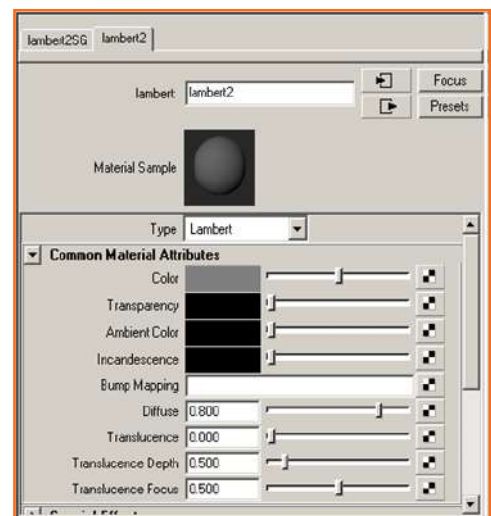 lambert2SG lambert2
lambert: lambert2
Focus
Presets
Material Sample
Type Lambert
Common Material Attributes
Color
Transparency
Ambient Color
Incandescence
Bump Mapping
Diffuse 0.800
Translucence 0.000
Translucence Depth 0.500
Translucence Focus 0.500